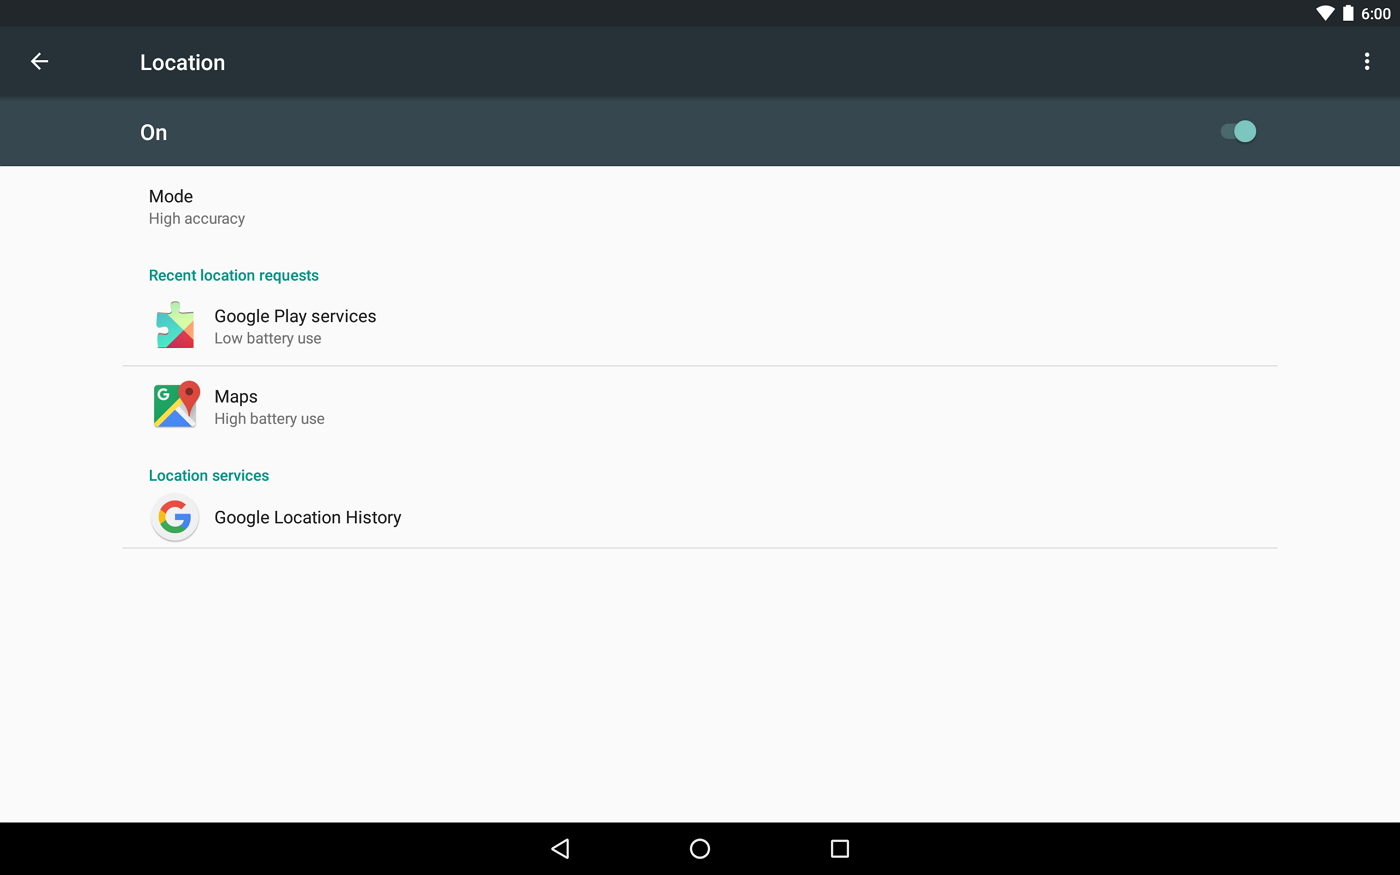 6:00
Location
On
Mode
High accuracy
Recent location requests
Google Play services
Low battery use
G
Maps
High battery use
Location services
G
Google Location History